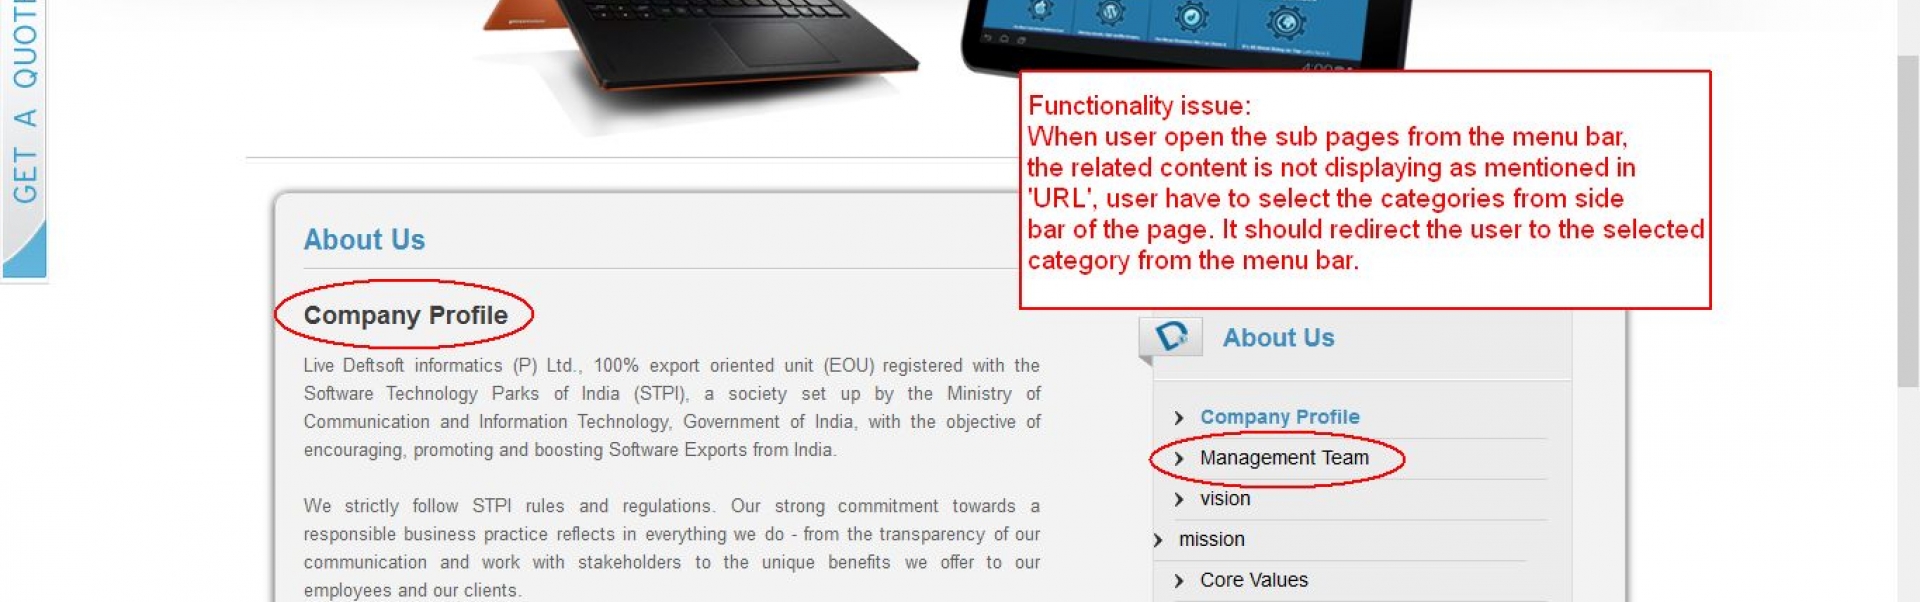 GET A QUOTE
4:00
Functionality issue:
When user open the sub pages from the menu bar,
the related content is not displaying as mentioned in
'URL', user have to select the categories from side
bar of the page. It should redirect the user to the selected
category from the menu bar.
About Us
Company Profile
Live Deftsoft informatics (P) Ltd., 100% export oriented unit (EOU) registered with the
Software Technology Parks of India (STPI), a society set up by the Ministry of
Communication and Information Technology, Government of India, with the objective of
encouraging, promoting and boosting Software Exports from India.
We strictly follow STPI rules and regulations. Our strong commitment towards a
responsible business practice reflects in everything we do - from the transparency of our
communication and work with stakeholders to the unique benefits we offer to our
employees and our clients.
About Us
Company Profile
Management Team
vision
mission
Core Values